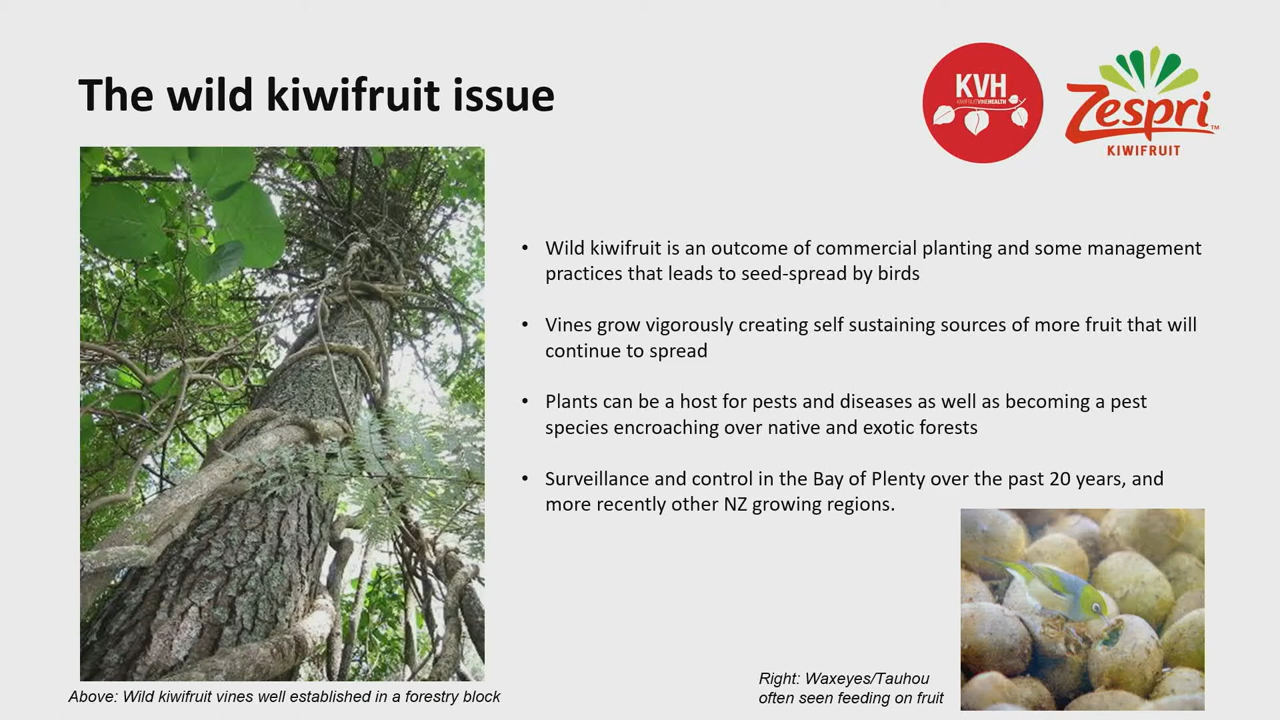 The wild kiwifruit issue
KVH
KIWIFRUIT VINE HEALTH
Zespri™
KIWIFRUIT
• Wild kiwifruit is an outcome of commercial planting and some management
practices that leads to seed-spread by birds
• Vines grow vigorously creating self sustaining sources of more fruit that will
continue to spread
• Plants can be a host for pests and diseases as well as becoming a pest
species encroaching over native and exotic forests
• Surveillance and control in the Bay of Plenty over the past 20 years, and
more recently other NZ growing regions.
Above: Wild kiwifruit vines well established in a forestry block
Right: Waxeyes/Tauhou
often seen feeding on fruit